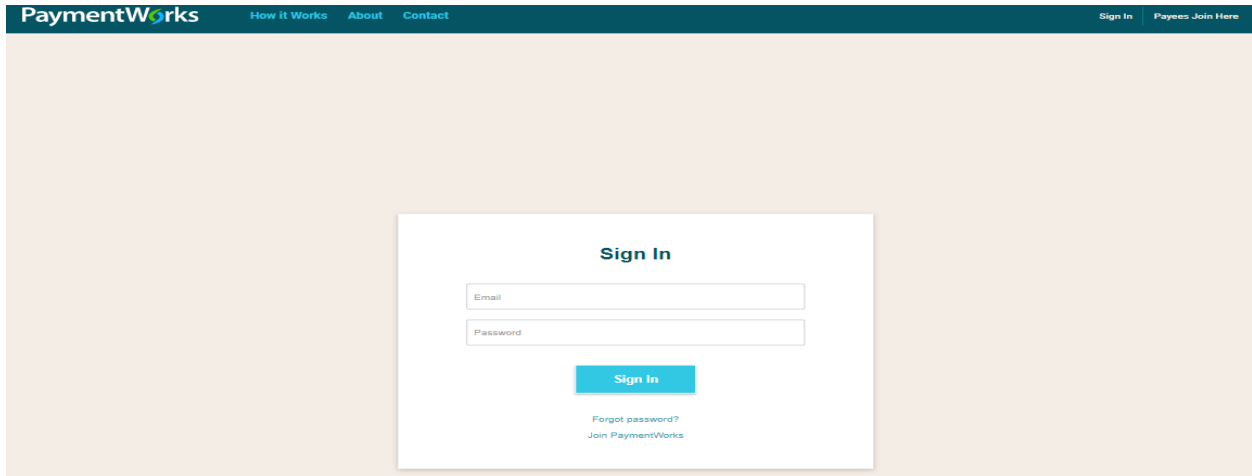 PaymentWorks How it Works About Contact Sign In Payees Join Here
Sign In
Email
Password
Sign In
Forgot password?
Join PaymentWorks